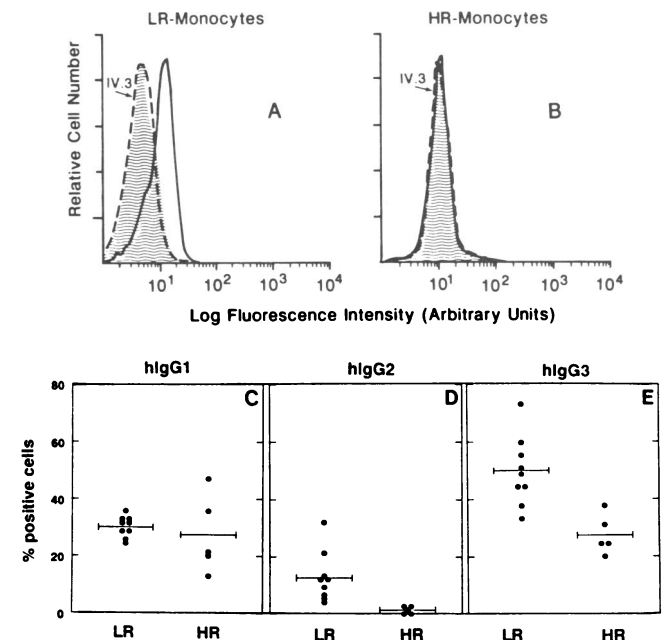 LR-Monocytes
HR-Monocytes
Relative Cell Number
IV.3
A
IV.3
B
10¹ 10² 10³ 10⁴
10¹ 10² 10³ 10⁴
Log Fluorescence Intensity (Arbitrary Units)
hIgG1
hIgG2
hIgG3
% positive cells
80
60
40
20
0
C
D
E
LR HR
LR HR
LR HR